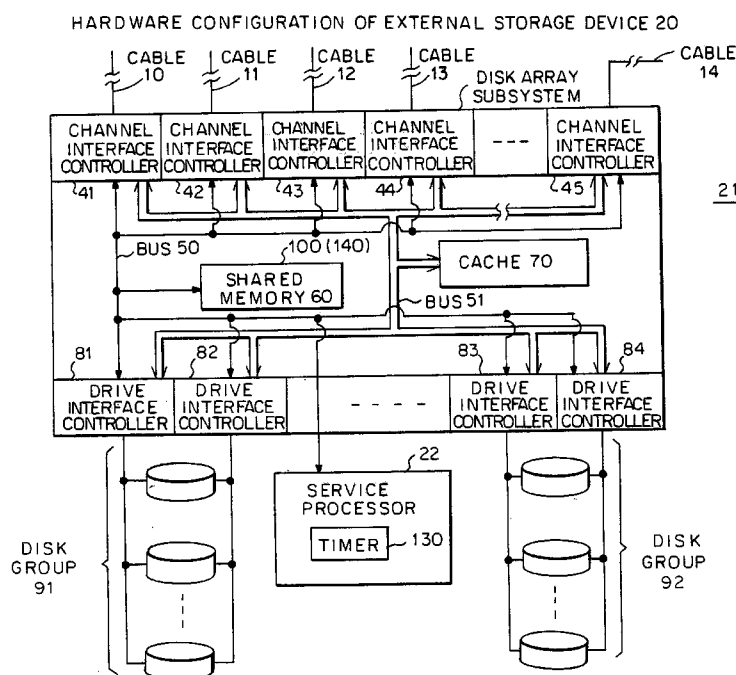 HARDWARE CONFIGURATION OF EXTERNAL STORAGE DEVICE 20
CABLE 10
CABLE 11
CABLE 12
CABLE 13
CABLE 14
DISK ARRAY
SUBSYSTEM
CHANNEL
INTERFACE
CONTROLLER
41
CHANNEL
INTERFACE
CONTROLLER
42
CHANNEL
INTERFACE
CONTROLLER
43
CHANNEL
INTERFACE
CONTROLLER
44
CHANNEL
INTERFACE
CONTROLLER
45
21
BUS 50
100 (140)
SHARED
MEMORY 60
CACHE 70
BUS 51
81
82
83
84
DRIVE
INTERFACE
CONTROLLER
DRIVE
INTERFACE
CONTROLLER
DRIVE
INTERFACE
CONTROLLER
DRIVE
INTERFACE
CONTROLLER
22
SERVICE
PROCESSOR
TIMER
130
DISK
GROUP
91
DISK
GROUP
92